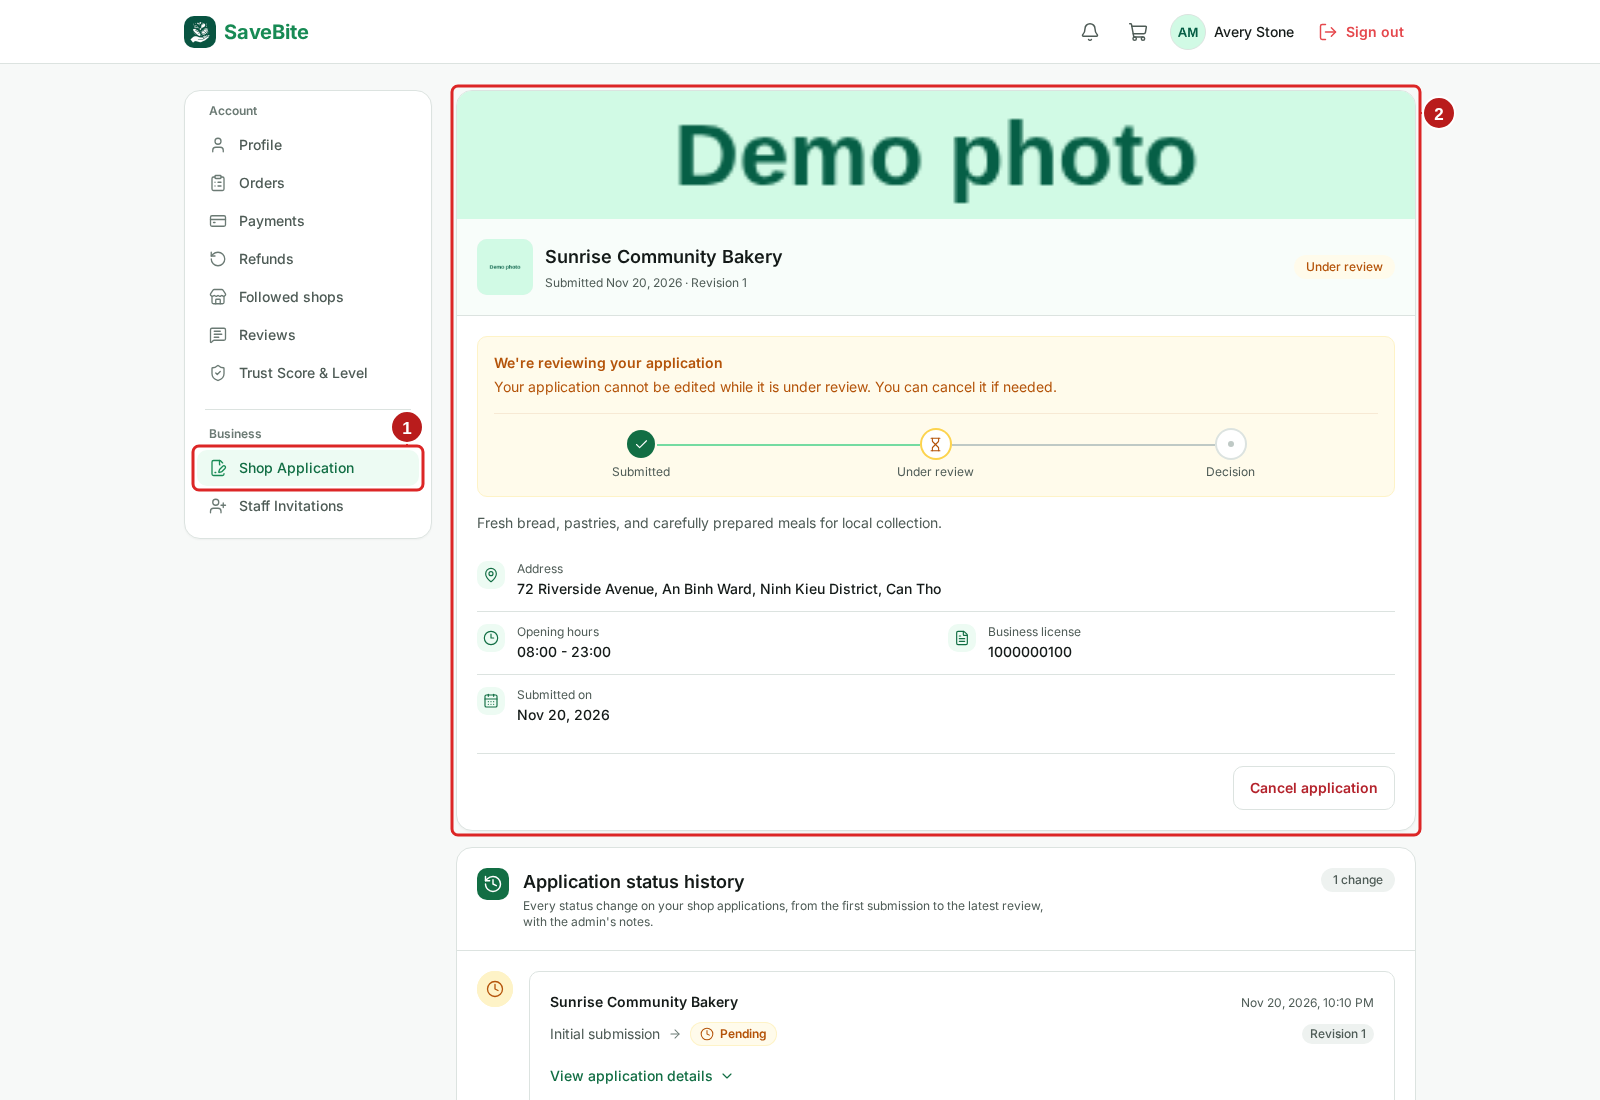 SaveBite
AM
Avery Stone
Sign out
Account
Profile
Orders
Payments
Refunds
Followed shops
Reviews
Trust Score & Level
Business
1
Shop Application
Staff Invitations
2
Demo photo
Demo photo
Sunrise Community Bakery
Submitted Nov 20, 2026 · Revision 1
Under review
We're reviewing your application
Your application cannot be edited while it is under review. You can cancel it if needed.
Submitted
Under review
Decision
Fresh bread, pastries, and carefully prepared meals for local collection.
Address
72 Riverside Avenue, An Binh Ward, Ninh Kieu District, Can Tho
Opening hours
08:00 - 23:00
Business license
1000000100
Submitted on
Nov 20, 2026
Cancel application
Application status history
1 change
Every status change on your shop applications, from the first submission to the latest review,
with the admin's notes.
Sunrise Community Bakery
Nov 20, 2026, 10:10 PM
Initial submission → Pending
Revision 1
View application details